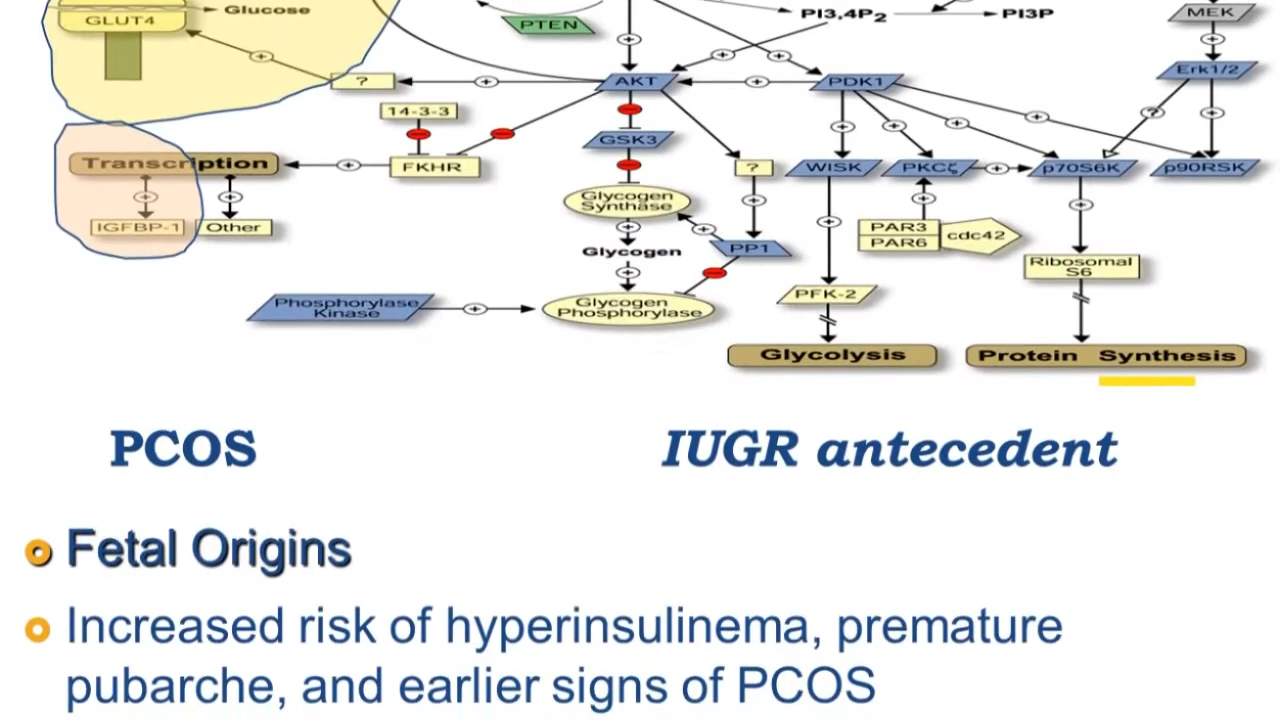 Glucose
GLUT4
PTEN
PI3,4P2
PI3P
MEK
?
AKT
PDK1
Erk1/2
14-3-3
GSK3
?
Transcription
FKHR
?
WISK
PKCζ
p70S6K
p90RSK
Glycogen
Synthase
IGFBP-1
Other
PAR3
PAR6
cdc42
Glycogen
PP1
Ribosomal
S6
PFK-2
Phosphorylase
Kinase
Glycogen
Phosphorylase
Glycolysis
Protein Synthesis
PCOS
IUGR antecedent
Fetal Origins
Increased risk of hyperinsulinema, premature
pubarche, and earlier signs of PCOS